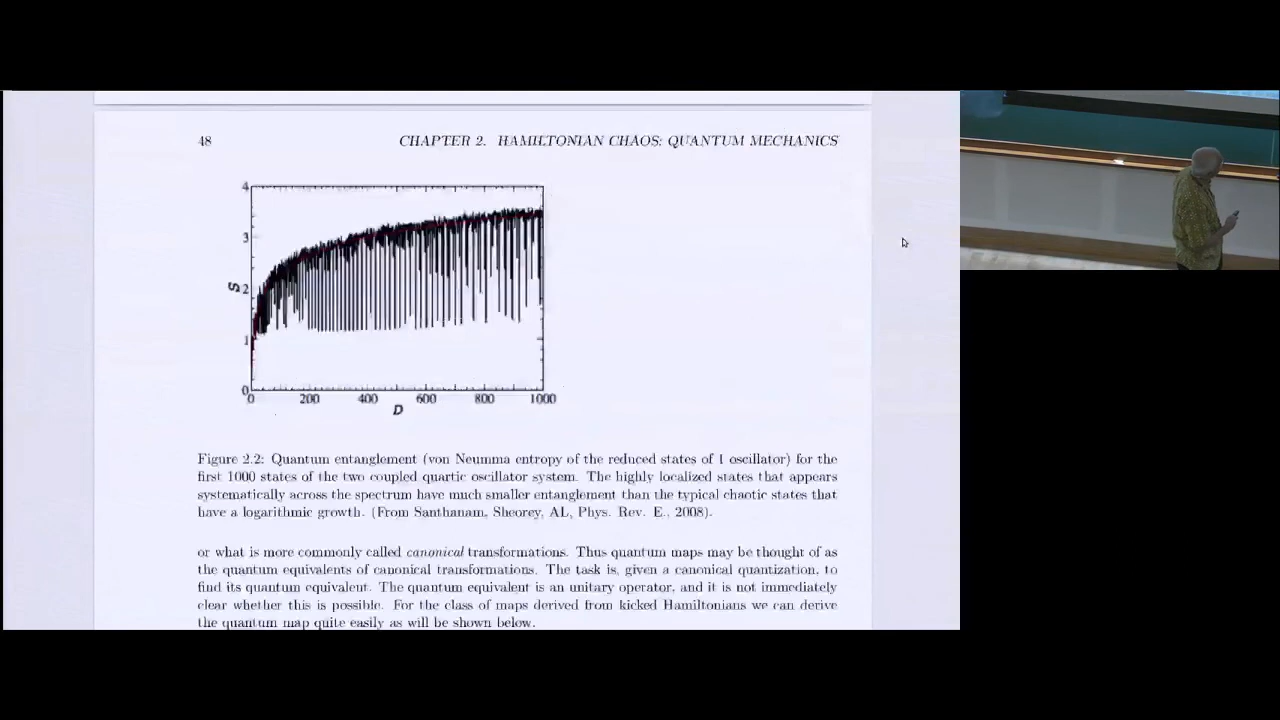 48
CHAPTER 2. HAMILTONIAN CHAOS: QUANTUM MECHANICS
4
3
2
1
0
S
0 200 400 600 800 1000
D
Figure 2.2: Quantum entanglement (von Neumma entropy of the reduced states of 1 oscillator) for the
first 1000 states of the two coupled quartic oscillator system. The highly localized states that appears
systematically across the spectrum have much smaller entanglement than the typical chaotic states that
have a logarithmic growth. (From Santhanam, Sheorey, AL, Phys. Rev. E., 2008).
or what is more commonly called canonical transformations. Thus quantum maps may be thought of as
the quantum equivalents of canonical transformations. The task is, given a canonical quantization, to
find its quantum equivalent. The quantum equivalent is an unitary operator, and it is not immediately
clear whether this is possible. For the class of maps derived from kicked Hamiltonians we can derive
the quantum map quite easily as will be shown below.